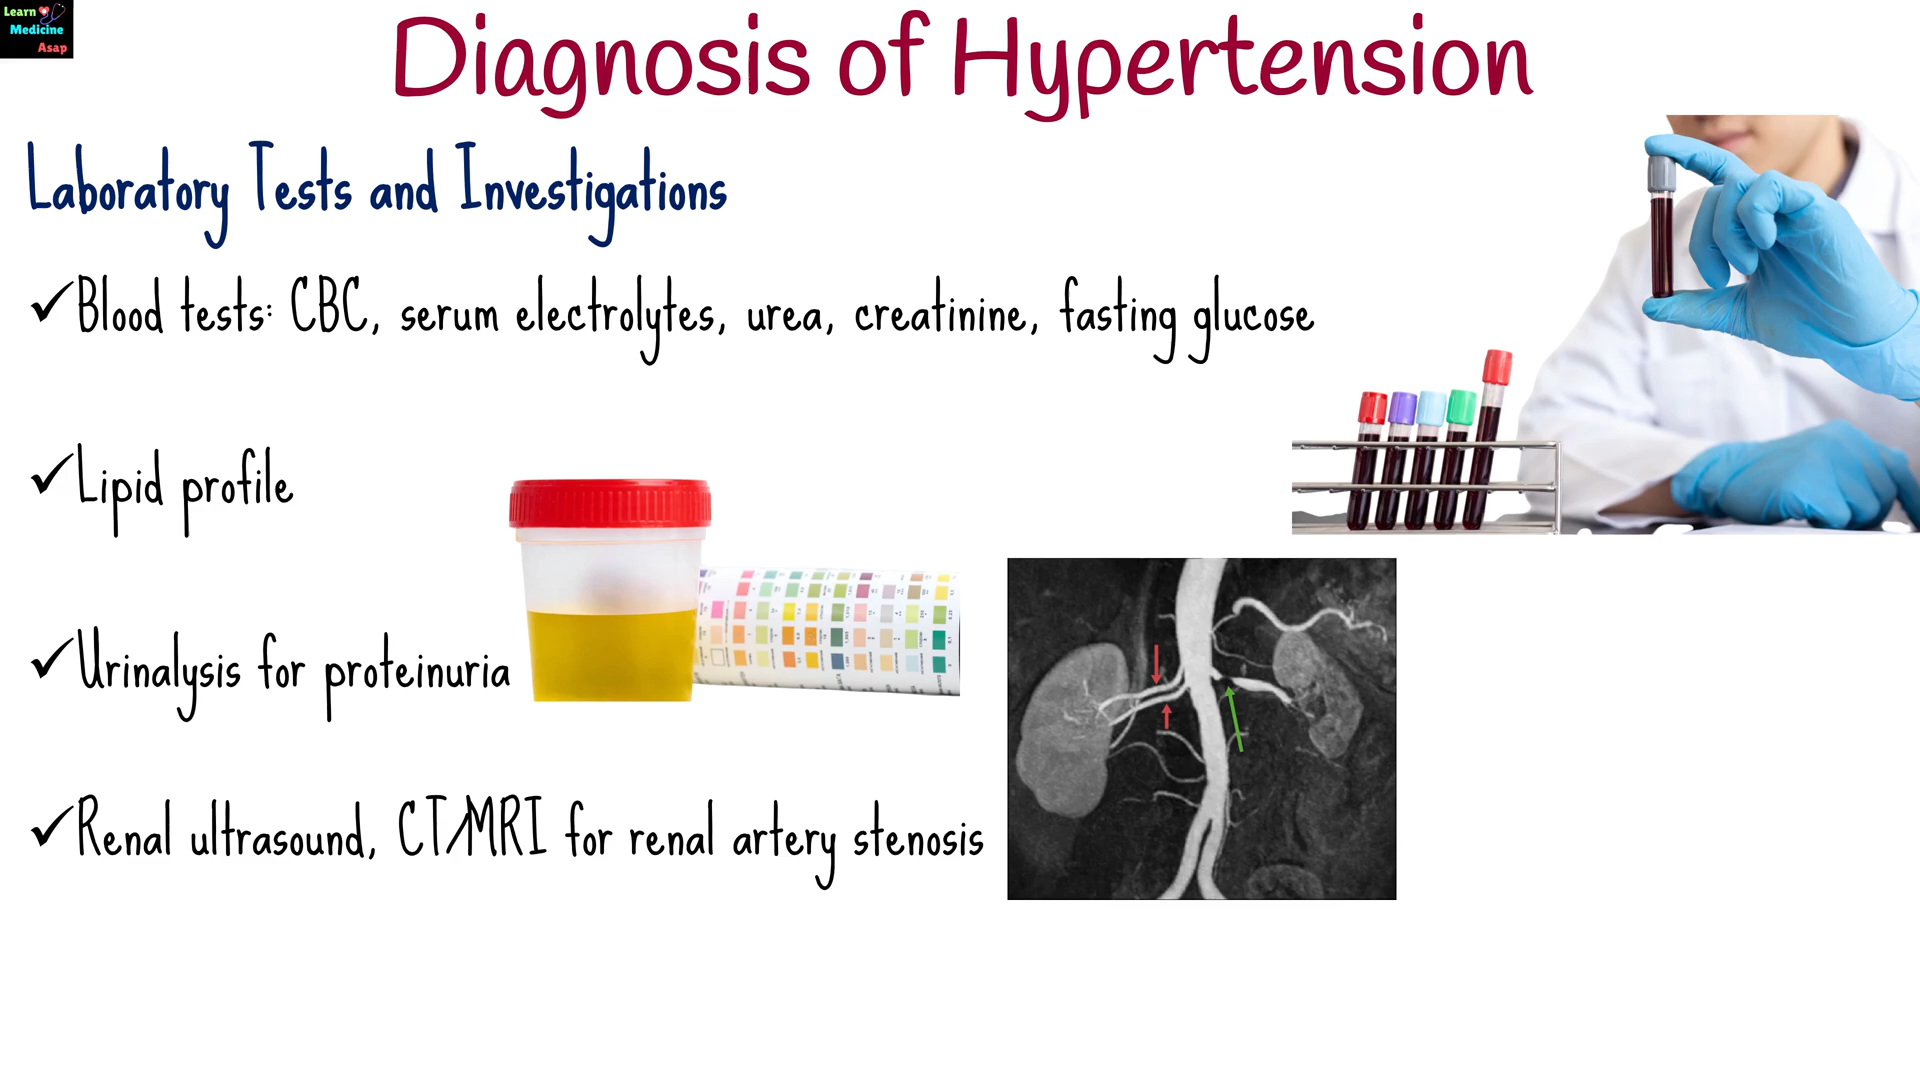 Learn
Medicine
Asap
Diagnosis of Hypertension
Laboratory Tests and Investigations
✓Blood tests: CBC, serum electrolytes, urea, creatinine, fasting glucose
✓Lipid profile
✓Urinalysis for proteinuria
✓Renal ultrasound, CT/MRI for renal artery stenosis